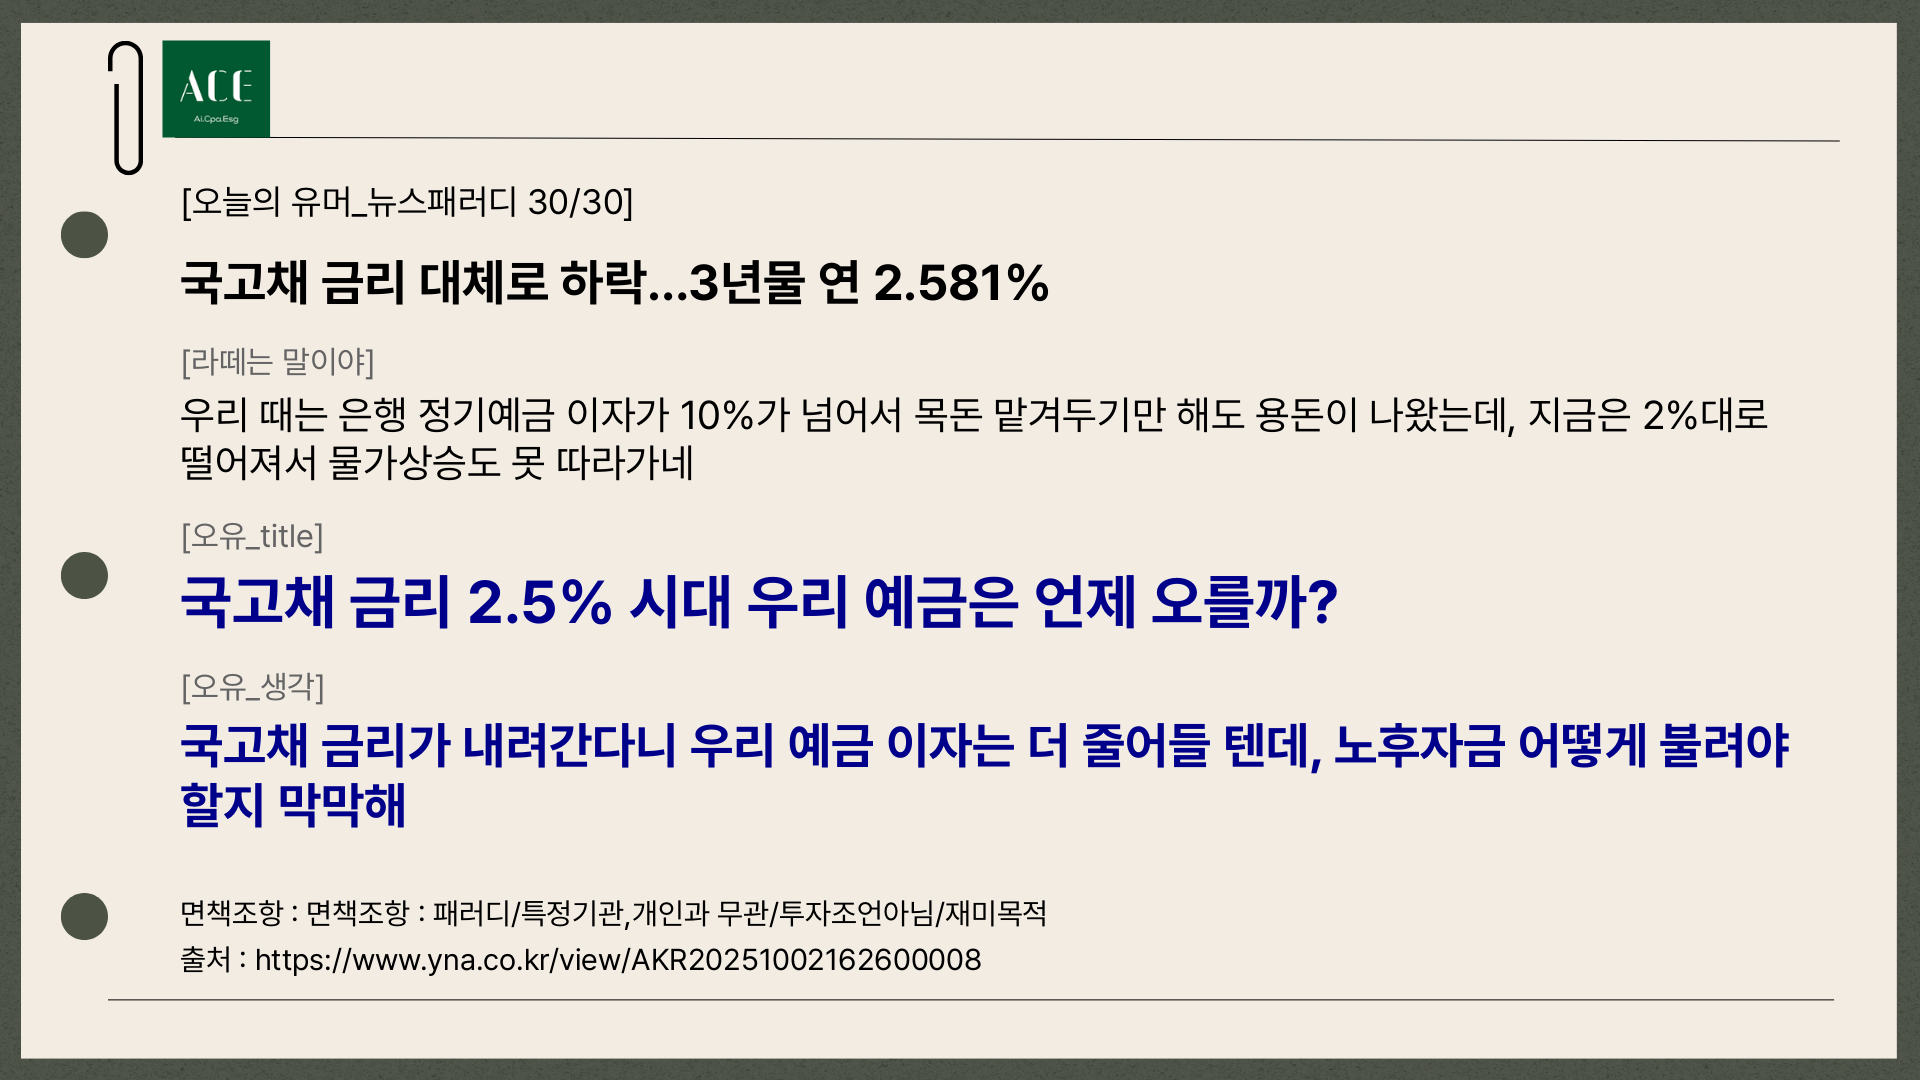 ACE
Ai.Cpa.Esg
[오늘의 유머_뉴스패러디 30/30]
국고채 금리 대체로 하락...3년물 연 2.581%
[라떼는 말이야]
우리 때는 은행 정기예금 이자가 10%가 넘어서 목돈 맡겨두기만 해도 용돈이 나왔는데, 지금은 2%대로
떨어져서 물가상승도 못 따라가네
[오유_title]
국고채 금리 2.5% 시대 우리 예금은 언제 오를까?
[오유_생각]
국고채 금리가 내려간다니 우리 예금 이자는 더 줄어들 텐데, 노후자금 어떻게 불려야
할지 막막해
면책조항 : 면책조항 : 패러디/특정기관,개인과 무관/투자조언아님/재미목적
출처 : https://www.yna.co.kr/view/AKR20251002162600008